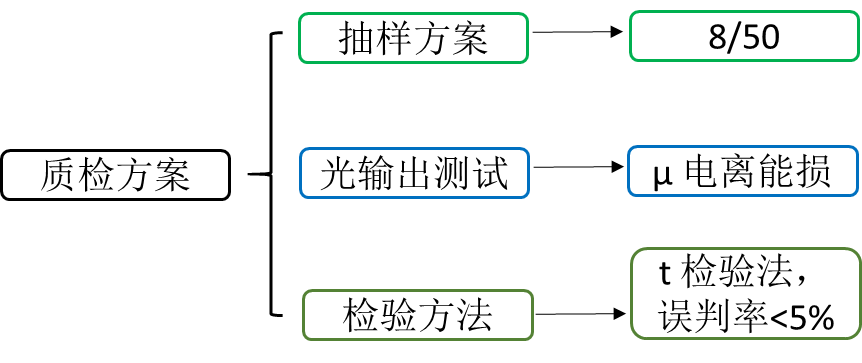 质检方案
抽样方案
8/50
光输出测试
μ 电离能损
检验方法
t 检验法，
误判率<5%